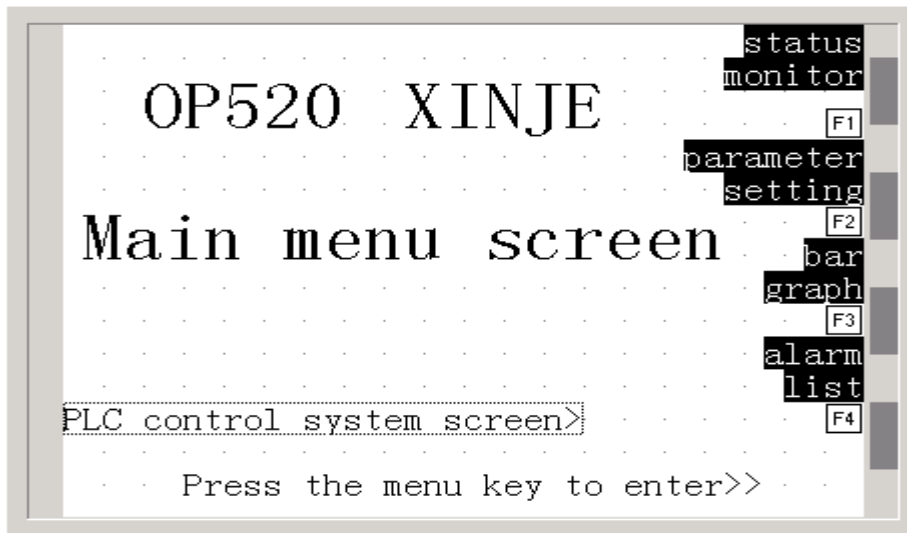 status
monitor
OP520 XINJE
F1
parameter
setting
F2
Main menu screen
bar
graph
F3
alarm
list
PLC control system screen>
F4
Press the menu key to enter>>